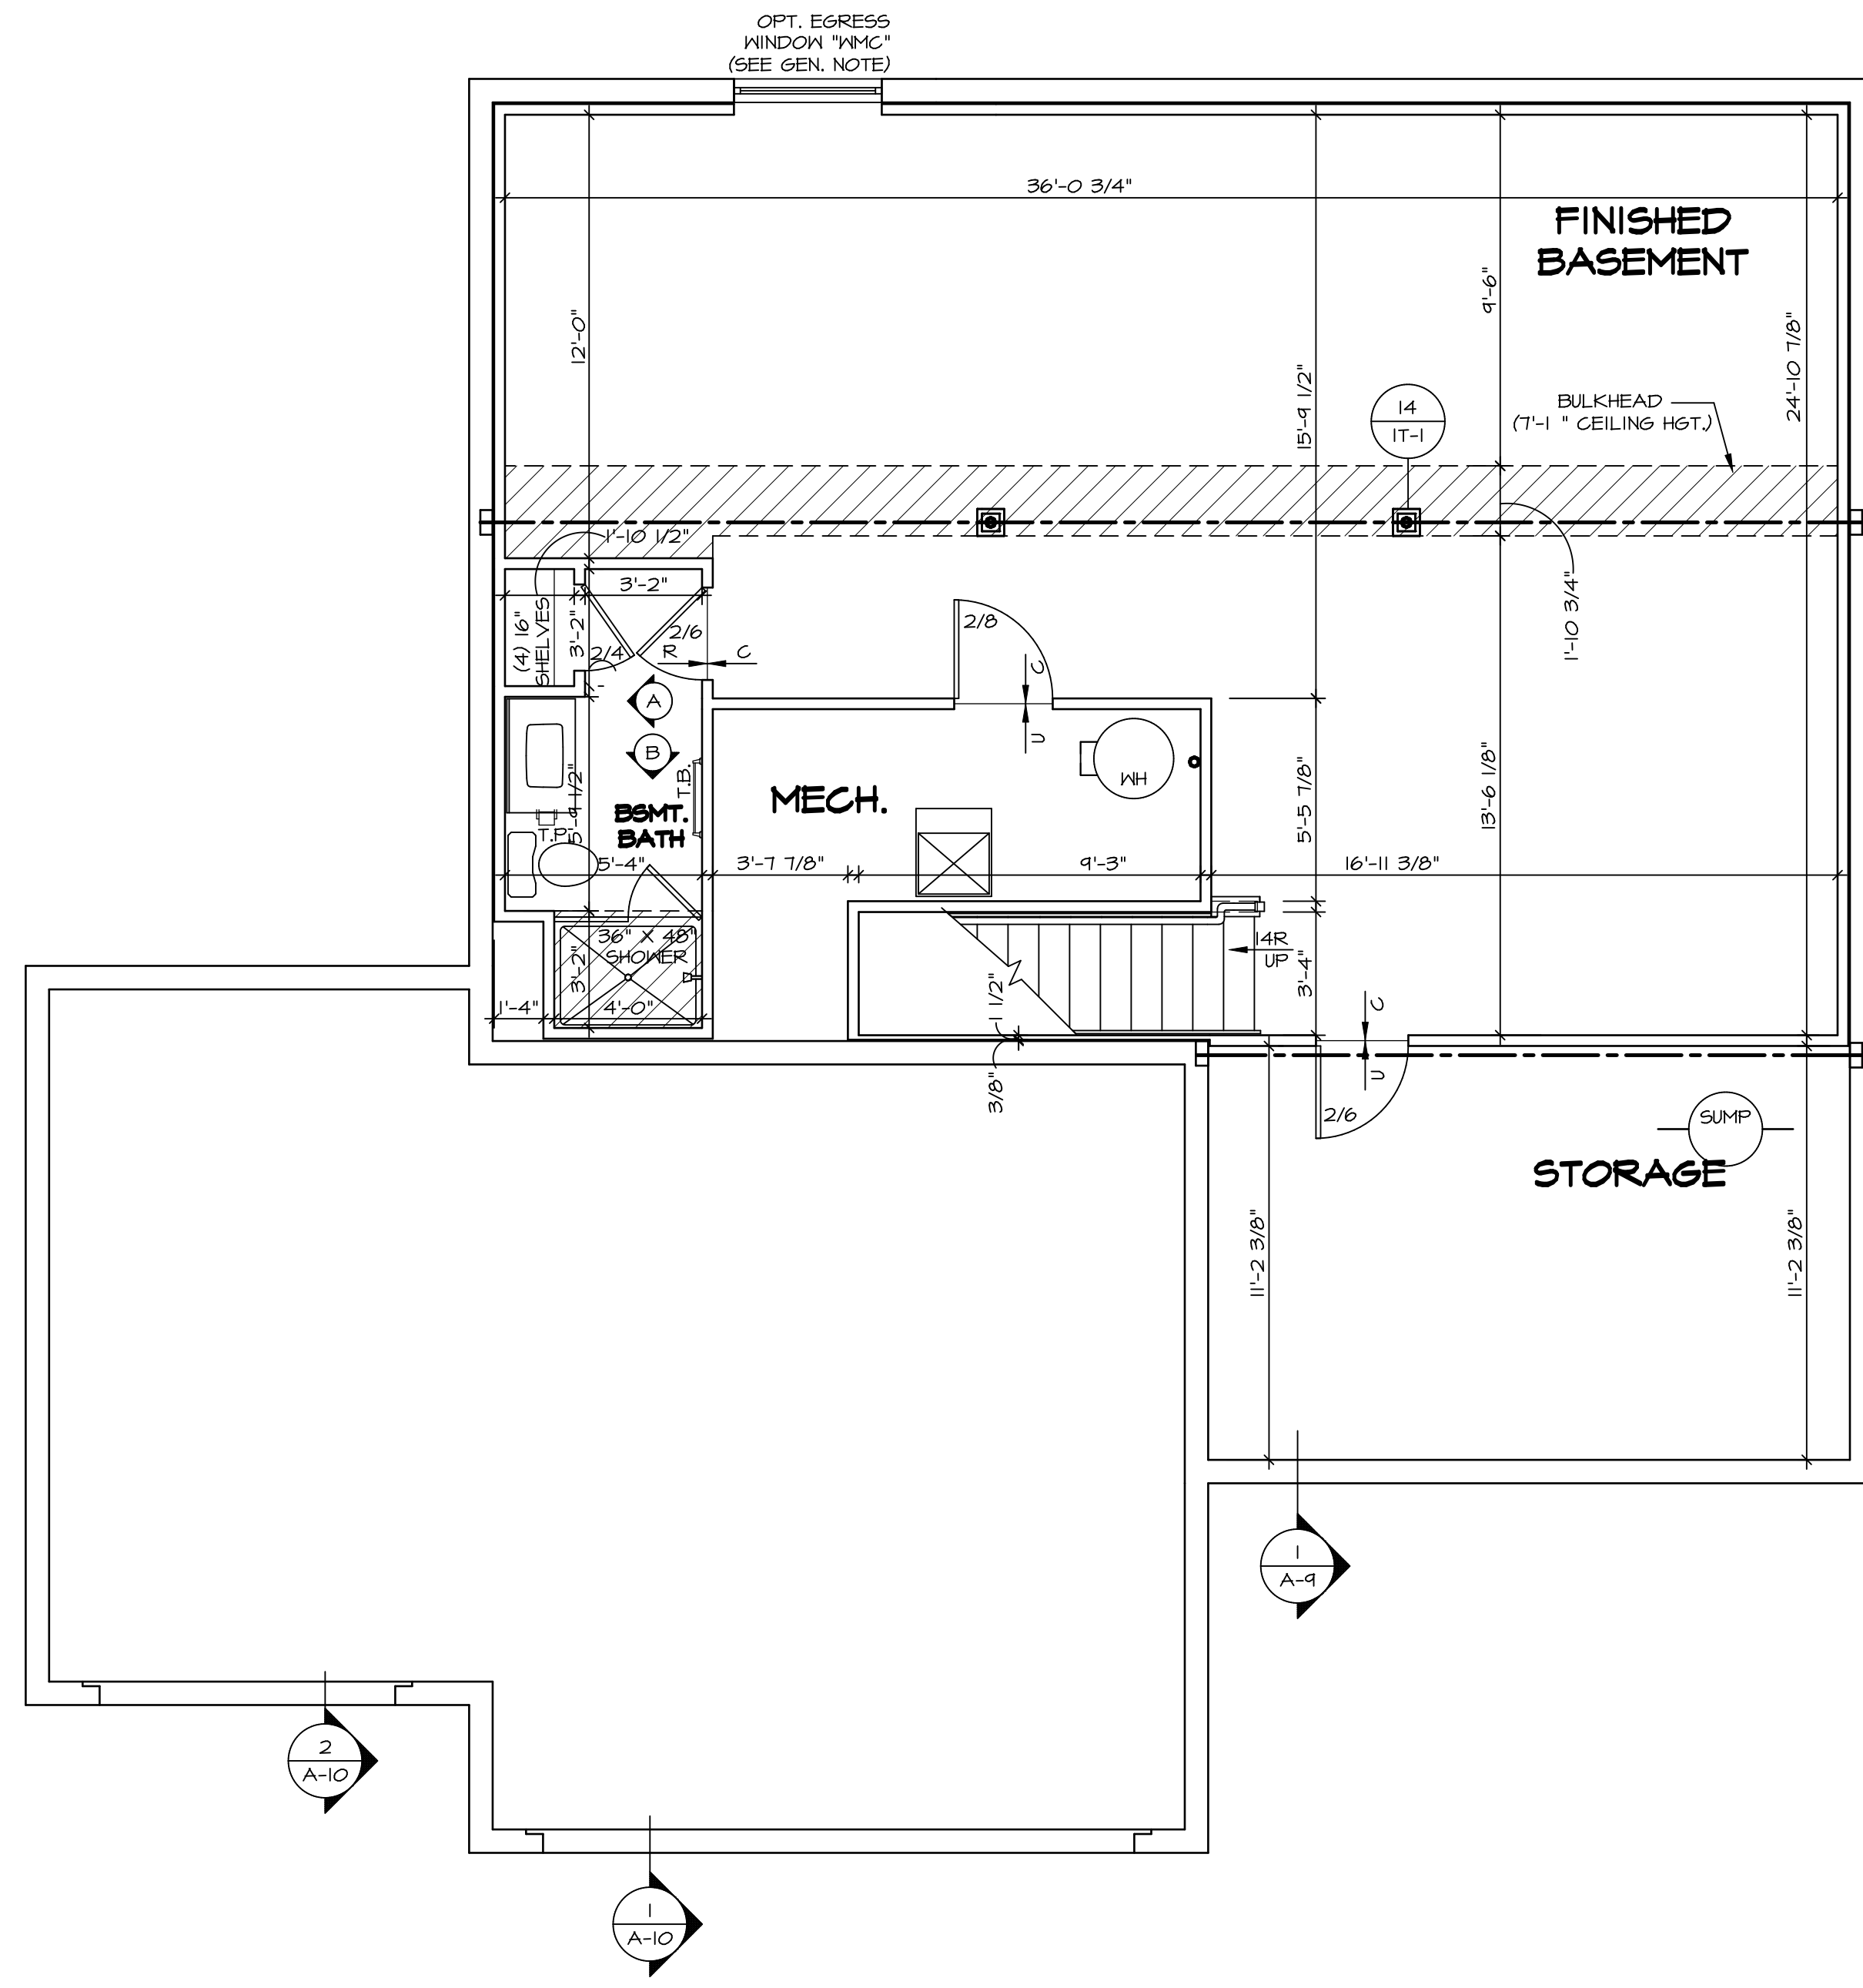 OPT. EGRESS
WINDOW "WMC"
(SEE GEN. NOTE)
36'-0 3/4"
FINISHED
BASEMENT
12'-0"
9'-6"
15'-9 1/2"
24'-10 7/8"
14
1T-1
BULKHEAD
(7'-1 " CEILING HGT.)
1'-10 1/2"
3'-2"
(4) 16"
SHELVES
3'-2"
2/4
2/6
R
C
2/8
C
U
1'-10 3/4"
A
B
T.B.
5'-9 1/2"
BSMT.
BATH
T.P.
MECH.
WH
5'-5 7/8"
13'-6 1/8"
5'-4"
3'-7 7/8"
9'-3"
16'-11 3/8"
36" X 48"
SHOWER
3'-2"
1'-4"
4'-0"
14R
UP
3'-4"
11 1/2"
3/8"
C
U
2/6
SUMP
STORAGE
11'-2 3/8"
11'-2 3/8"
1
A-9
2
A-10
1
A-10